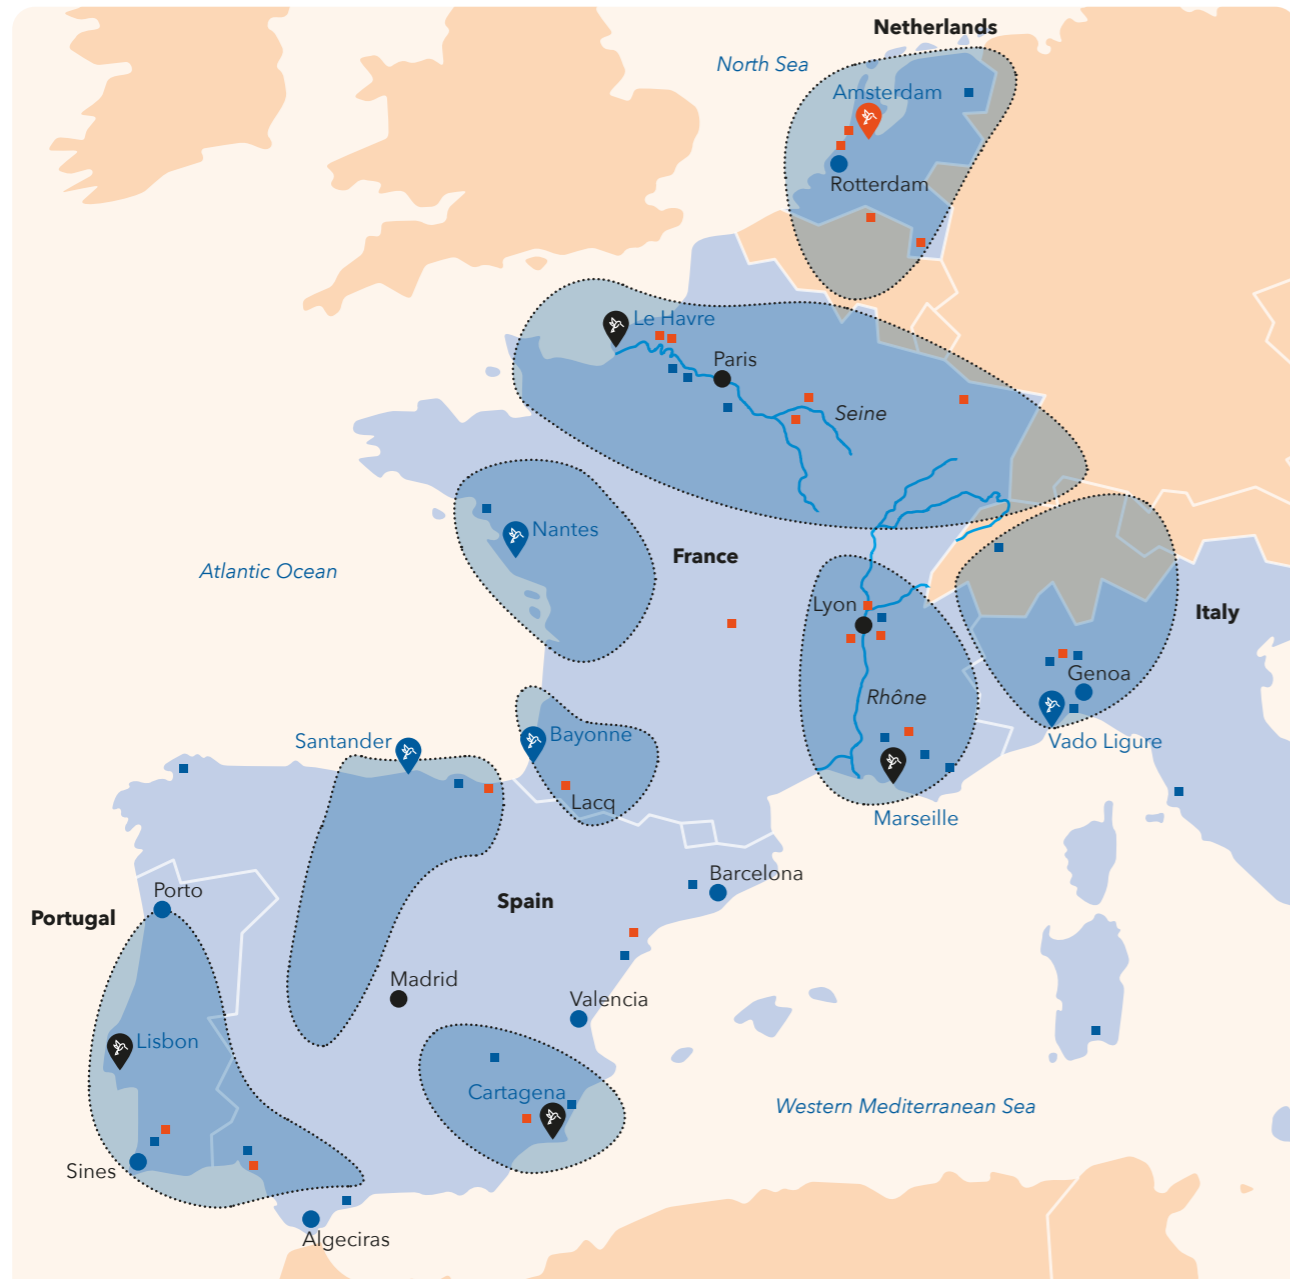 Netherlands
North Sea
Amsterdam
Rotterdam
Le Havre
Paris
Seine
Nantes
France
Atlantic Ocean
Lyon
Italy
Genoa
Rhône
Santander
Bayonne
Vado Ligure
Lacq
Marseille
Barcelona
Porto
Spain
Portugal
Madrid
Valencia
Lisbon
Cartagena
Western Mediterranean Sea
Sines
Algeciras